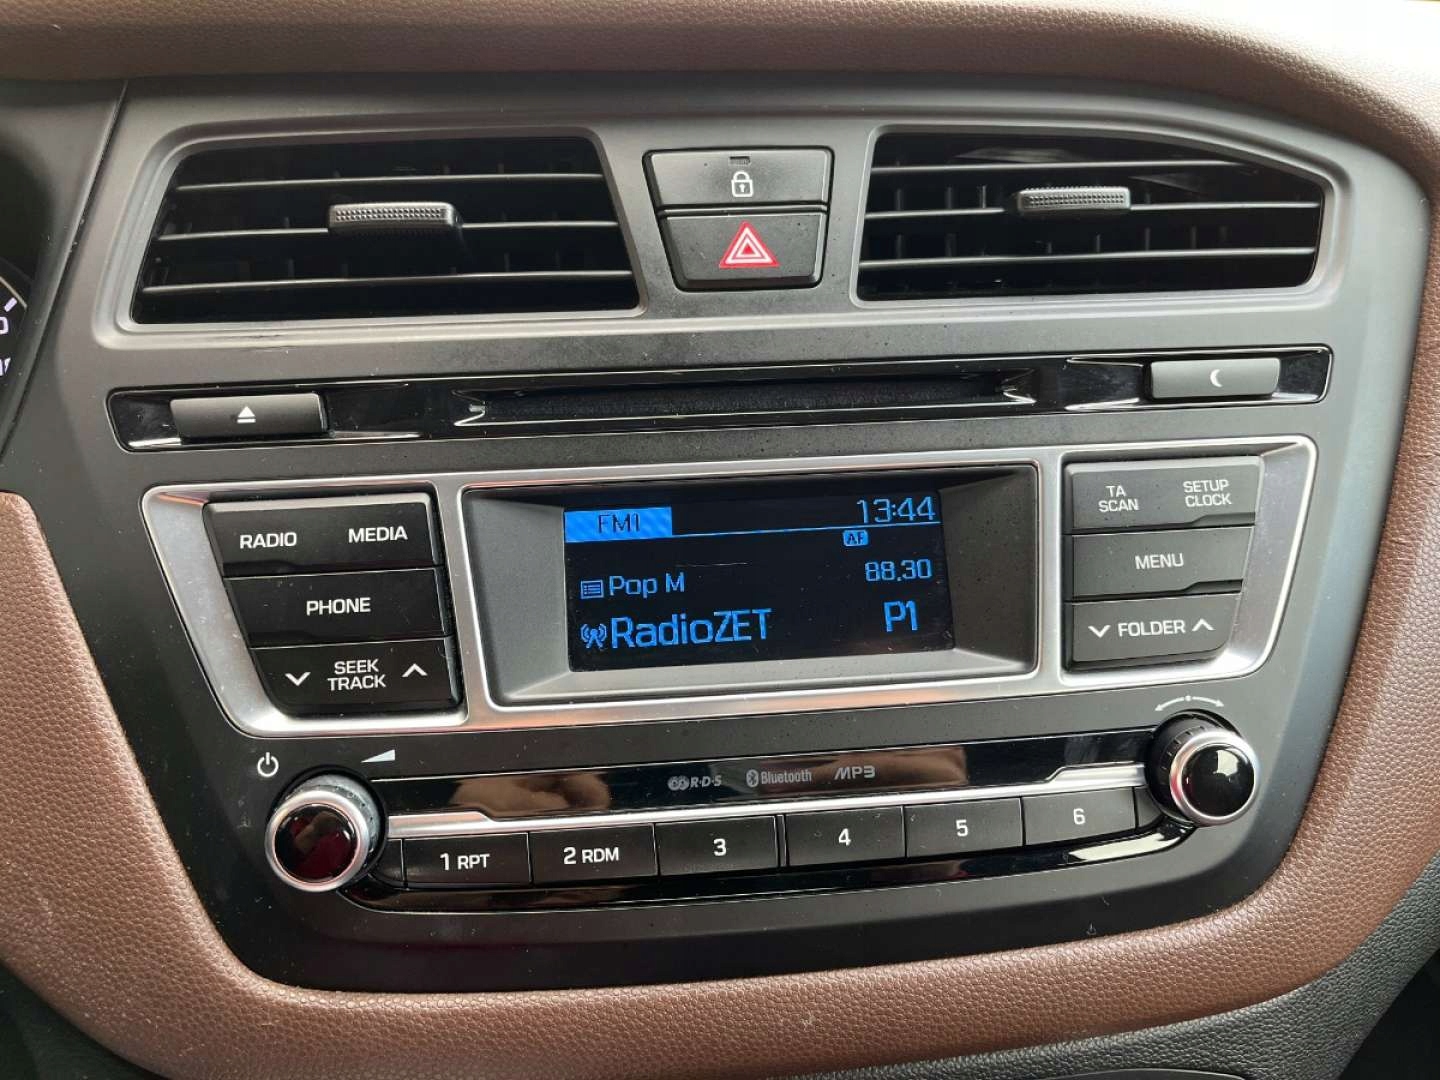 RADIO MEDIA
PHONE
SEEK
TRACK
FM1 13:44
AF
Pop M 88.30
RadioZET P1
TA
SCAN
SETUP
CLOCK
MENU
FOLDER
R·D·S Bluetooth MP3
1 RPT 2 RDM 3 4 5 6